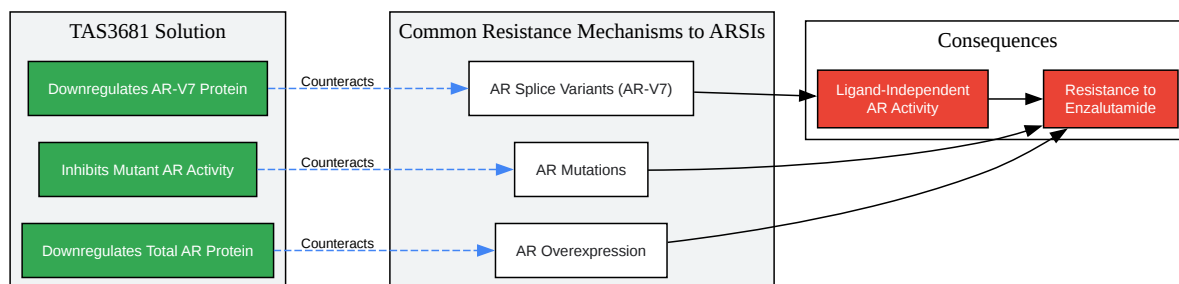 TAS3681 Solution
Downregulates AR-V7 Protein
Inhibits Mutant AR Activity
Downregulates Total AR Protein
Counteracts
Counteracts
Counteracts
Common Resistance Mechanisms to ARSIs
AR Splice Variants (AR-V7)
AR Mutations
AR Overexpression
Consequences
Ligand-Independent
AR Activity
Resistance to
Enzalutamide